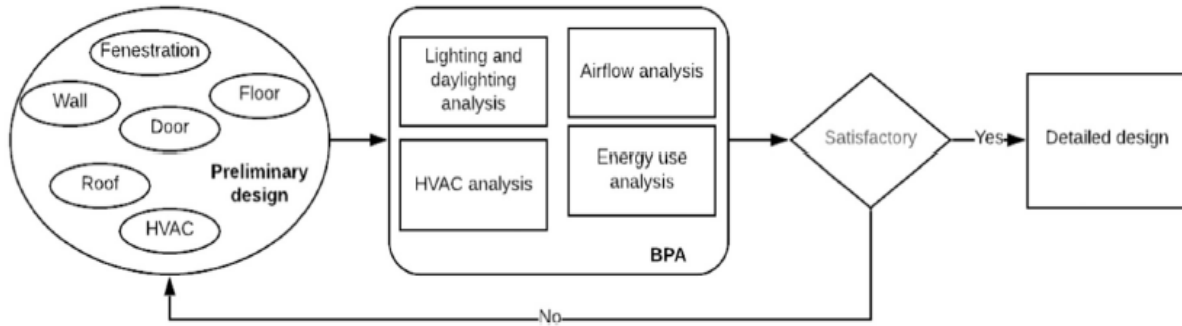 Fenestration
Wall
Floor
Door
Preliminary
design
Roof
HVAC
Lighting and
daylighting
analysis
Airflow analysis
HVAC analysis
Energy use
analysis
BPA
Satisfactory
Yes
Detailed design
No